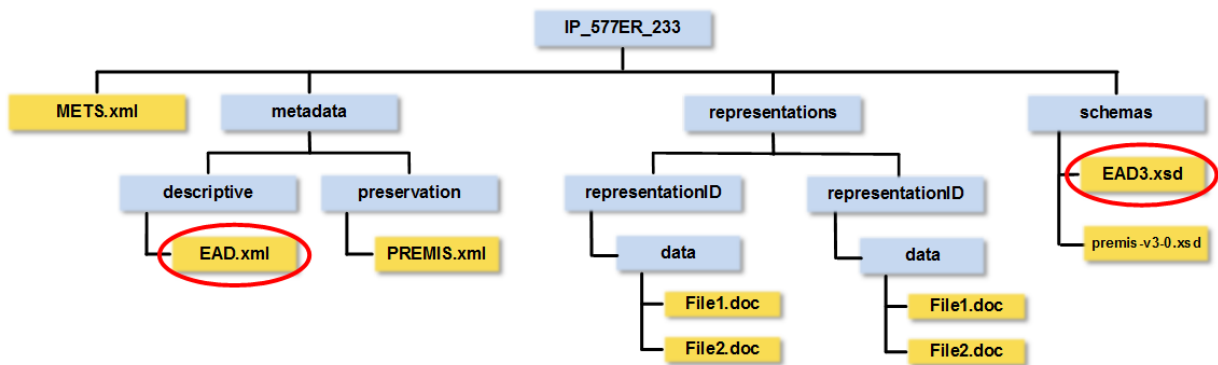 IP_577ER_233
METS.xml
metadata
representations
schemas
descriptive
preservation
representationID
representationID
EAD3.xsd
EAD.xml
PREMIS.xml
data
data
premis-v3-0.xsd
File1.doc
File1.doc
File2.doc
File2.doc